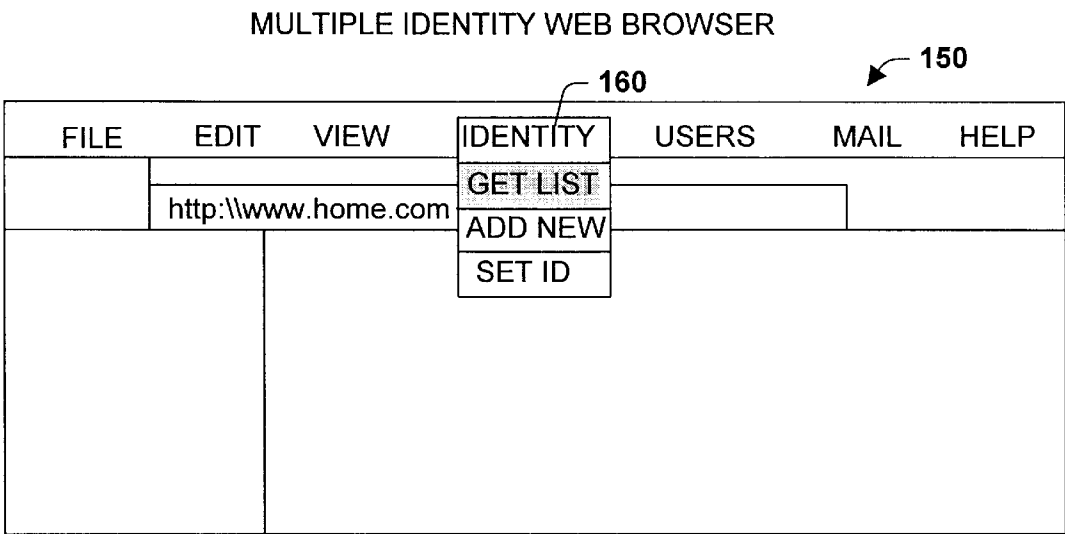 MULTIPLE IDENTITY WEB BROWSER
150
160
FILE EDIT VIEW IDENTITY USERS MAIL HELP
GET LIST
http:\\www.home.com
ADD NEW
SET ID